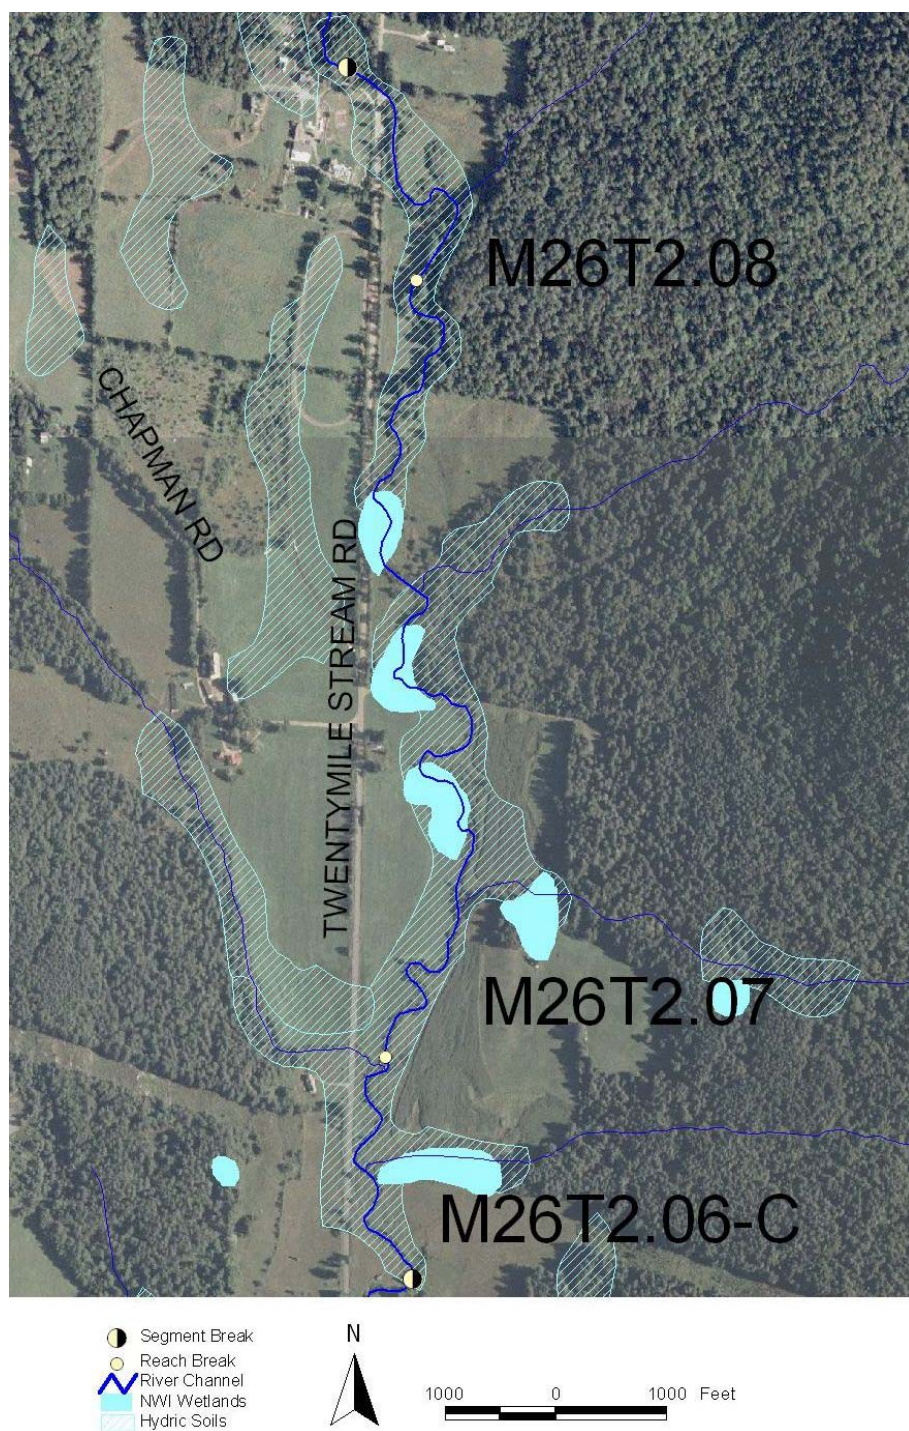 M26T2.08
CHAPMAN RD
TWENTYMILE STREAM RD
M26T2.07
M26T2.06-C
Segment Break
Reach Break
River Channel
NWI Wetlands
Hydric Soils
N
1000 0 1000 Feet